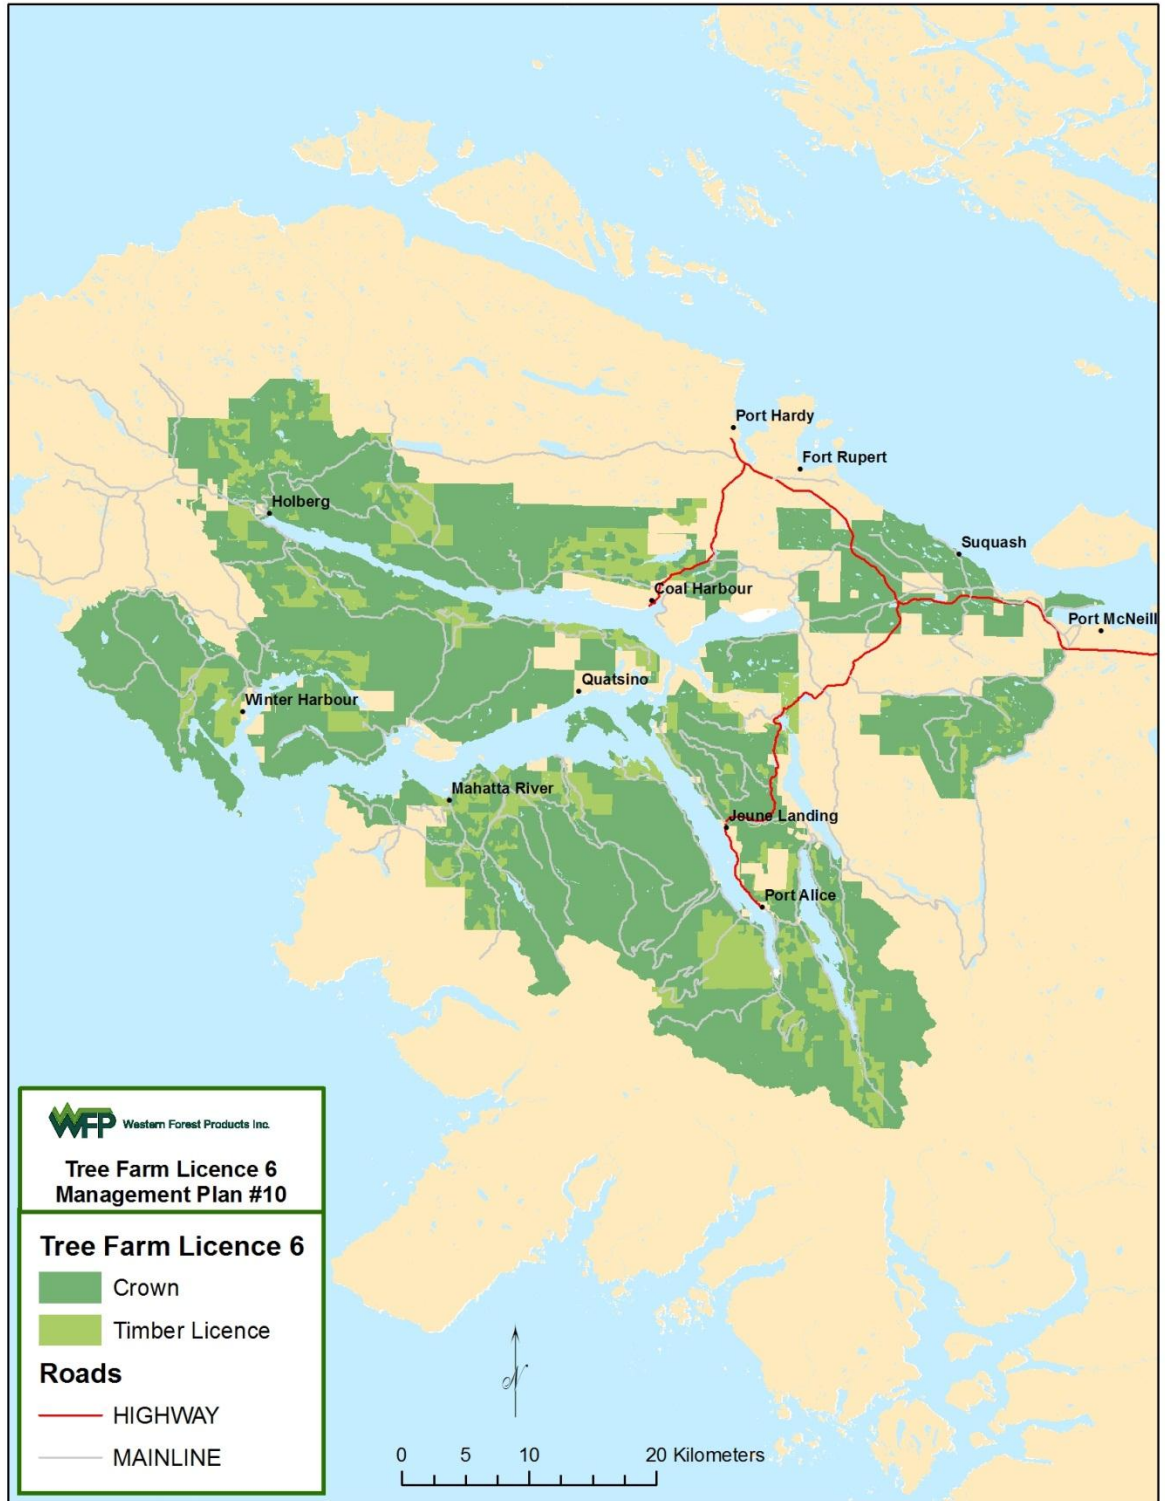 Port Hardy
Fort Rupert
Holberg
Suquash
Coal Harbour
Port McNeill
Quatsino
Winter Harbour
Mahatta River
Jeune Landing
Port Alice
WFP Western Forest Products Inc.
Tree Farm Licence 6
Management Plan #10
Tree Farm Licence 6
Crown
Timber Licence
Roads
HIGHWAY
MAINLINE
N
0 5 10 20 Kilometers